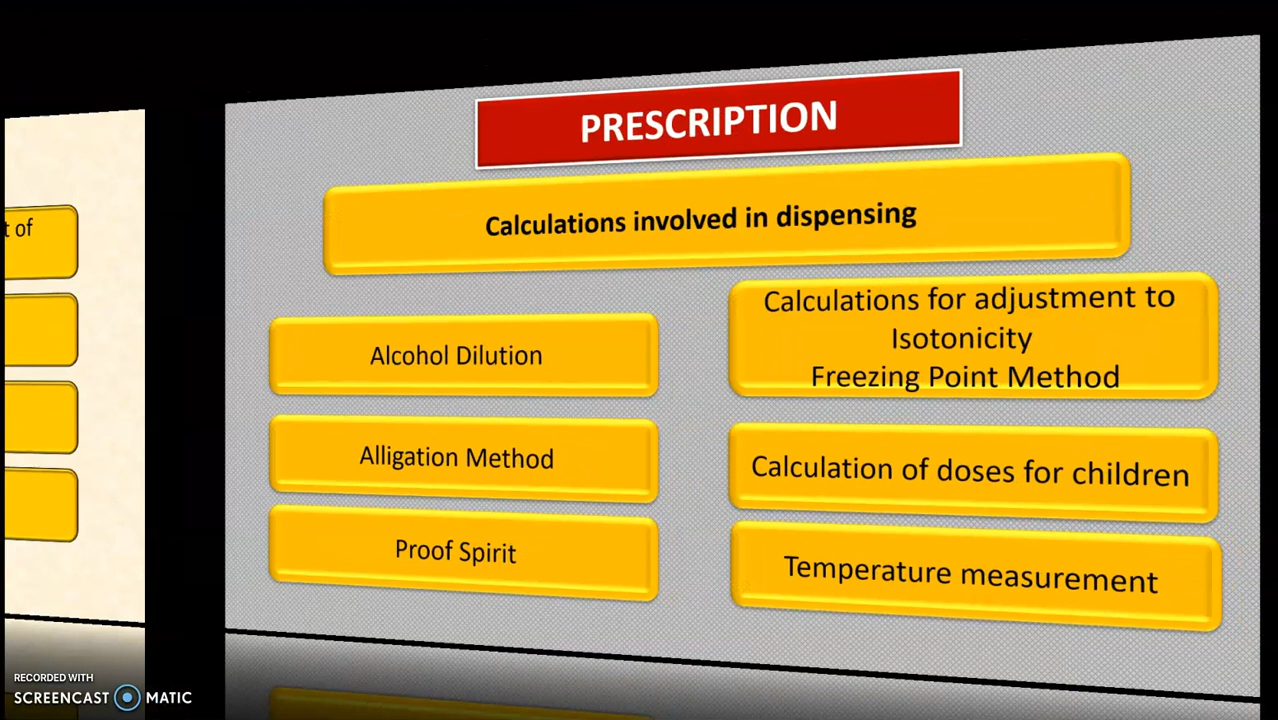 t of
PRESCRIPTION
Calculations involved in dispensing
Alcohol Dilution
Alligation Method
Proof Spirit
Calculations for adjustment to
Isotonicity
Freezing Point Method
Calculation of doses for children
Temperature measurement
RECORDED WITH
SCREENCAST MATIC